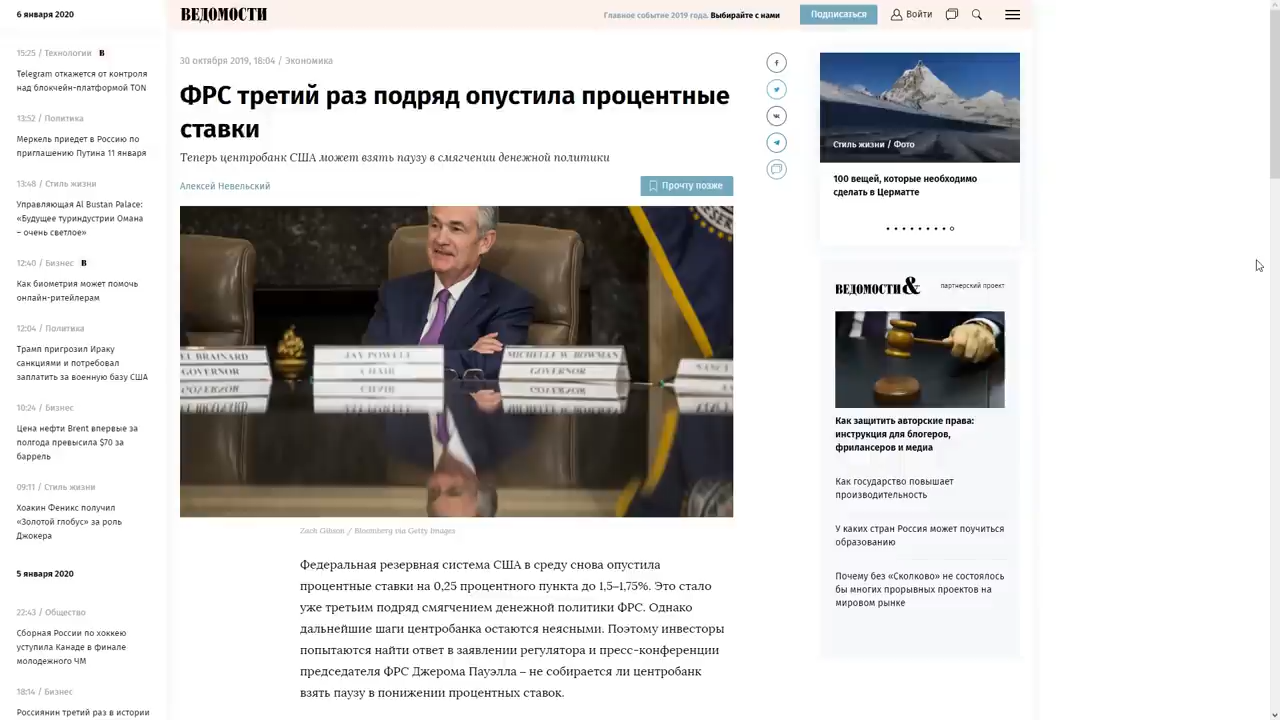 6 января 2020
15:25 / Технологии В
Telegram откажется от контроля
над блокчейн-платформой TON
13:52 / Политика
Меркель приедет в Россию по
приглашению Путина 11 января
13:48 / Стиль жизни
Управляющая Al Bustan Palace:
«Будущее туриндустрии Омана
– очень светлое»
12:40 / Бизнес В
Как биометрия может помочь
онлайн-ритейлерам
12:04 / Политика
Трамп пригрозил Ираку
санкциями и потребовал
заплатить за военную базу США
10:24 / Бизнес
Цена нефти Brent впервые за
полгода превысила $70 за
баррель
09:11 / Стиль жизни
Хоакин Феникс получил
«Золотой глобус» за роль
Джокера
5 января 2020
22:43 / Общество
Сборная России по хоккею
уступила Канаде в финале
молодежного ЧМ
18:14 / Бизнес
Россиянин третий раз в истории
ВЕДОМОСТИ
Главное событие 2019 года. Выбирайте с нами
Подписаться
Войти
30 октября 2019, 18:04 / Экономика
ФРС третий раз подряд опустила процентные
ставки
Теперь центробанк США может взять паузу в смягчении денежной политики
Алексей Невельский
Прочту позже
EL BRAINARD
GOVERNOR
JAY POWELL
CHAIR
MICHELLE W. BOWMAN
GOVERNOR
Zach Gibson / Bloomberg via Getty Images
Федеральная резервная система США в среду снова опустила
процентные ставки на 0,25 процентного пункта до 1,5–1,75%. Это стало
уже третьим подряд смягчением денежной политики ФРС. Однако
дальнейшие шаги центробанка остаются неясными. Поэтому инвесторы
попытаются найти ответ в заявлении регулятора и пресс-конференции
председателя ФРС Джерома Пауэлла – не собирается ли центробанк
взять паузу в понижении процентных ставок.
Стиль жизни / Фото
100 вещей, которые необходимо
сделать в Церматте
ВЕДОМОСТИ&
партнерский проект
Как защитить авторские права:
инструкция для блогеров,
фрилансеров и медиа
Как государство повышает
производительность
У каких стран Россия может поучиться
образованию
Почему без «Сколково» не состоялось
бы многих прорывных проектов на
мировом рынке